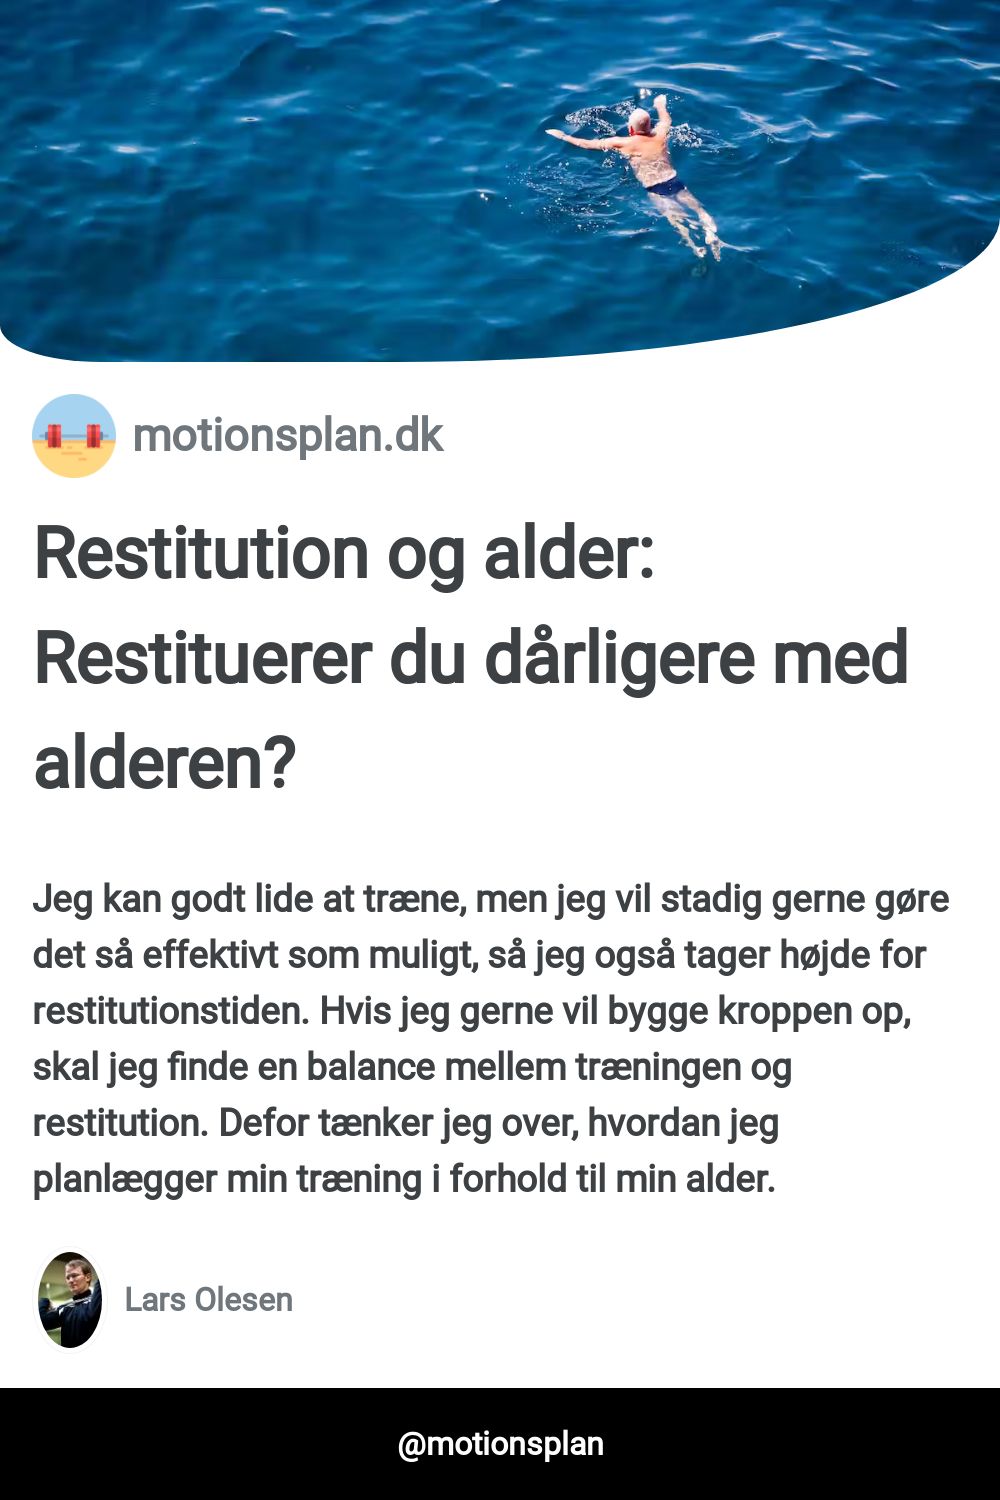 motionsplan.dk
Restitution og alder:
Restituerer du dårligere med
alderen?
Jeg kan godt lide at træne, men jeg vil stadig gerne gøre
det så effektivt som muligt, så jeg også tager højde for
restitutionstiden. Hvis jeg gerne vil bygge kroppen op,
skal jeg finde en balance mellem træningen og
restitution. Defor tænker jeg over, hvordan jeg
planlægger min træning i forhold til min alder.
Lars Olesen
@motionsplan